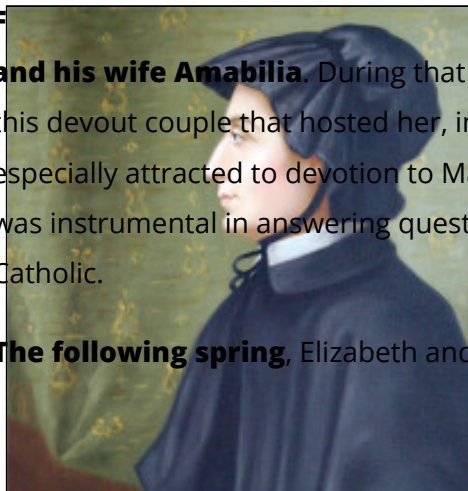 and his wife Amabilia. During that
this devout couple that hosted her, in
especially attracted to devotion to Ma
was instrumental in answering quest
Catholic.
The following spring, Elizabeth and